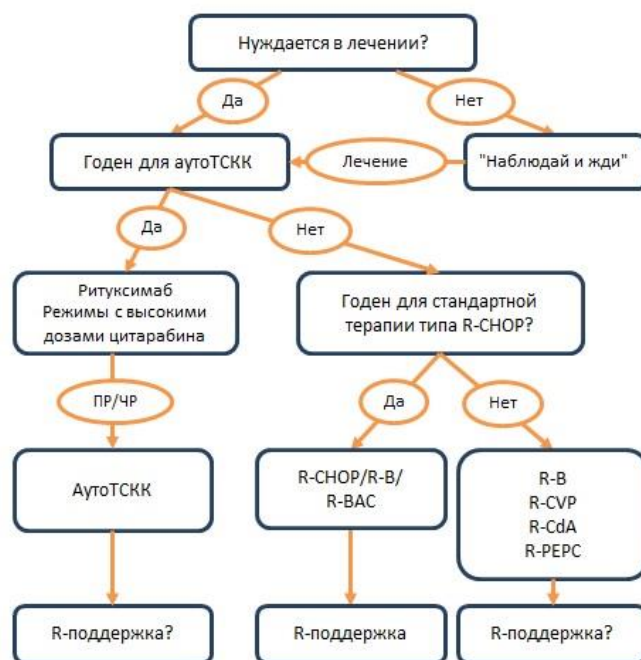 Нуждается в лечении?
Да
Нет
Годен для аутоТСКК
Лечение
"Наблюдай и жди"
Да
Нет
Ритуксимаб
Режимы с высокими
дозами цитарабина
Годен для стандартной
терапии типа R-CHOP?
ПР/ЧР
Да
Нет
АутоТСКК
R-CHOP/R-B/
R-BAC
R-B
R-CVP
R-CdA
R-PEPC
R-поддержка?
R-поддержка
R-поддержка?